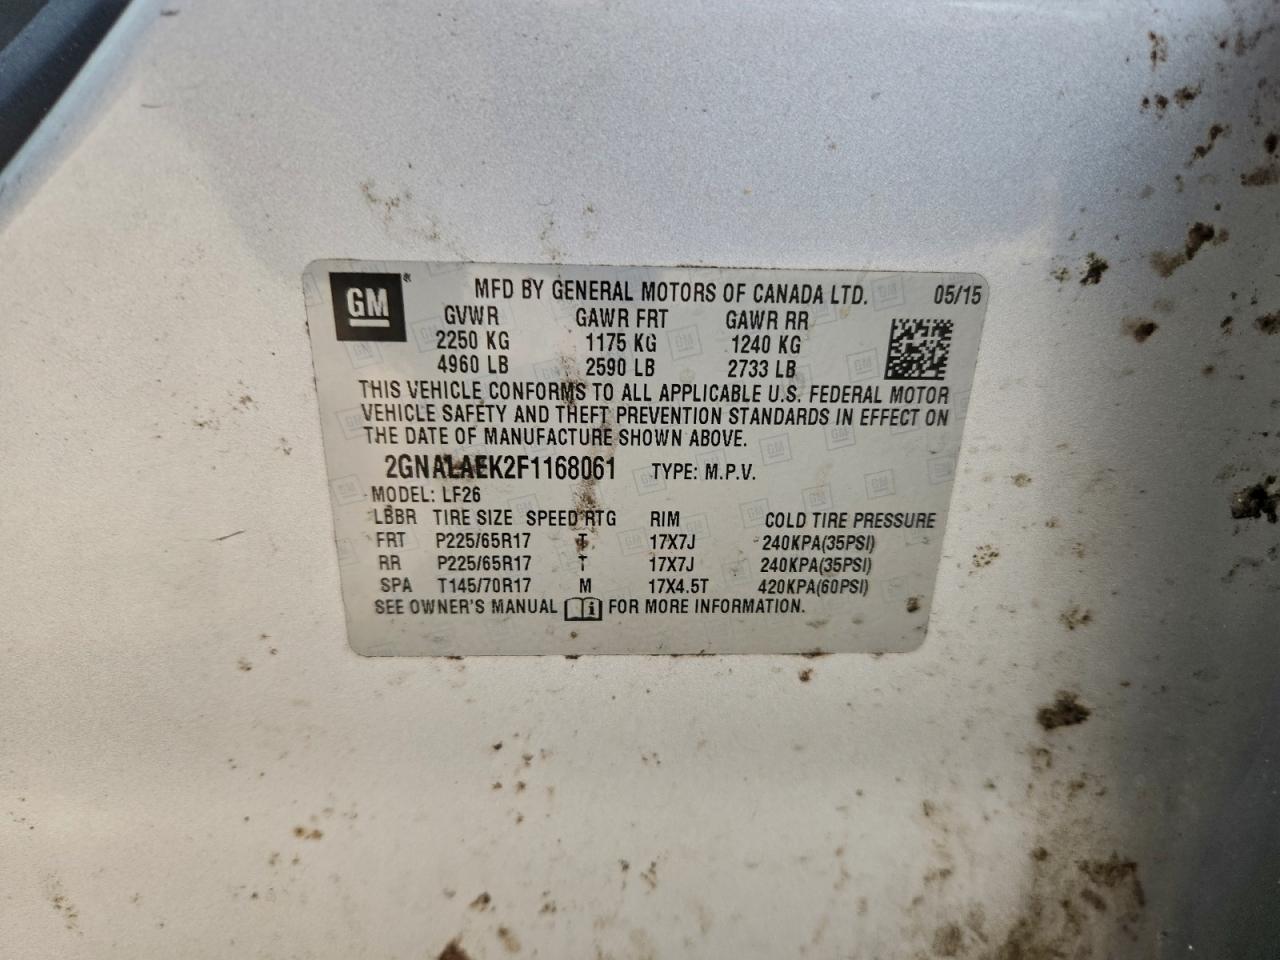 GM ®
MFD BY GENERAL MOTORS OF CANADA LTD. 05/15
GVWR GAWR FRT GAWR RR
2250 KG 1175 KG 1240 KG
4960 LB 2590 LB 2733 LB
THIS VEHICLE CONFORMS TO ALL APPLICABLE U.S. FEDERAL MOTOR
VEHICLE SAFETY AND THEFT PREVENTION STANDARDS IN EFFECT ON
THE DATE OF MANUFACTURE SHOWN ABOVE.
2GNALAEK2F1168061 TYPE: M.P.V.
MODEL: LF26
LBBR TIRE SIZE SPEED RTG RIM COLD TIRE PRESSURE
FRT P225/65R17 T 17X7J 240KPA(35PSI)
RR P225/65R17 T 17X7J 240KPA(35PSI)
SPA T145/70R17 M 17X4.5T 420KPA(60PSI)
SEE OWNER'S MANUAL i FOR MORE INFORMATION.